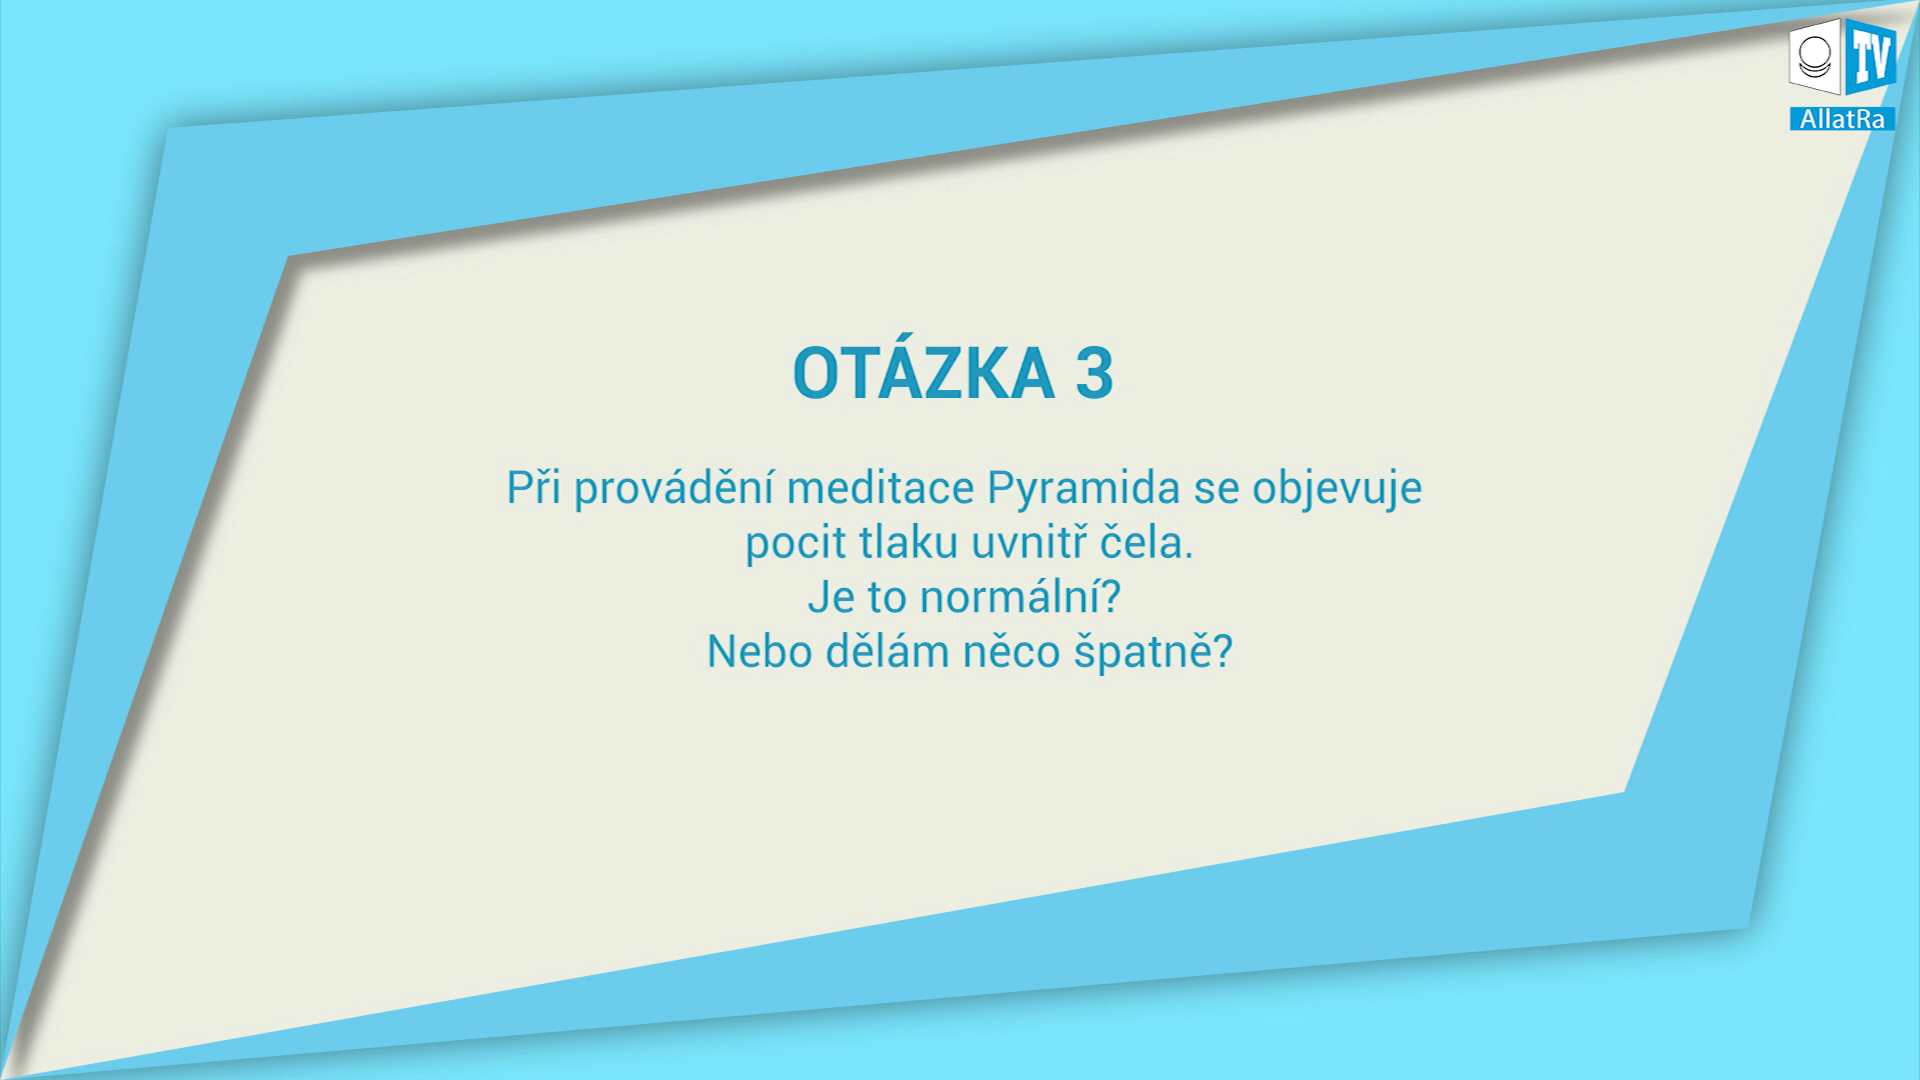 TV
AllatRa
OTÁZKA 3
Při provádění meditace Pyramida se objevuje
pocit tlaku uvnitř čela.
Je to normální?
Nebo dělám něco špatně?